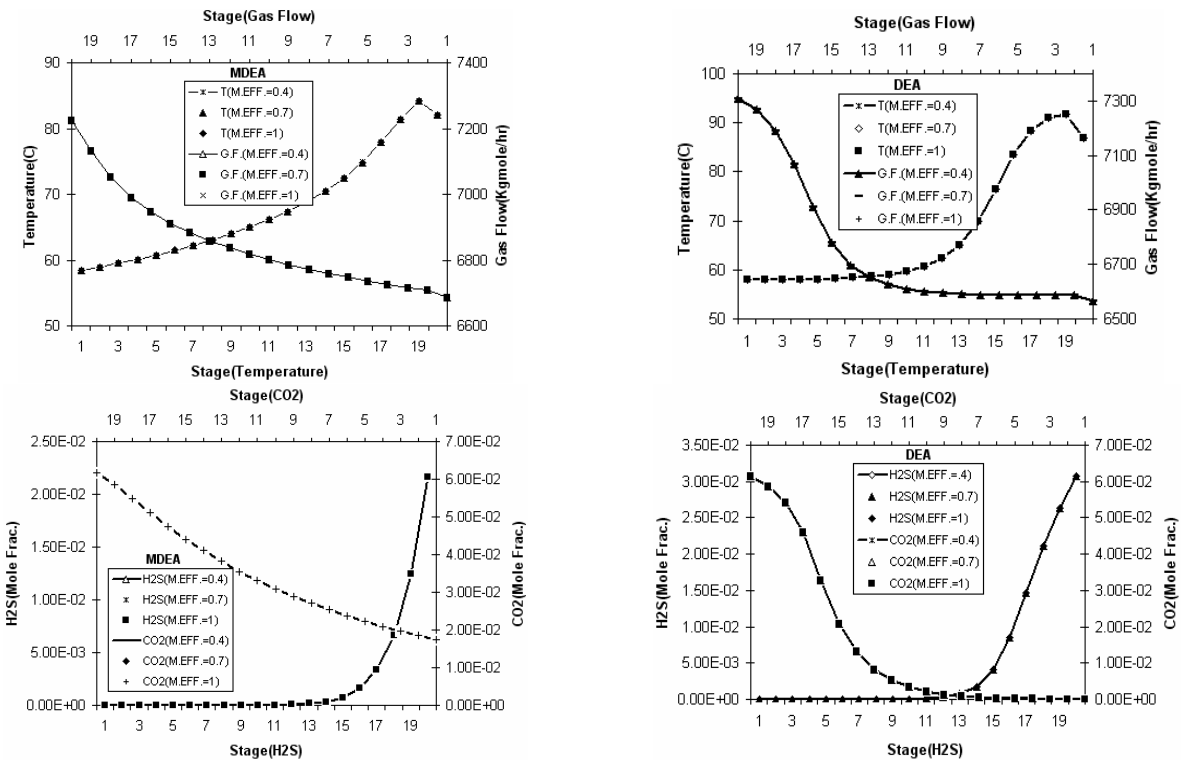 Stage(Gas Flow)
19 17 15 13 11 9 7 5 3 1
90
80
70
60
50
Temperature(C)
MDEA
T(M.EFF.=0.4)
T(M.EFF.=0.7)
T(M.EFF.=1)
G.F.(M.EFF.=0.4)
G.F.(M.EFF.=0.7)
G.F.(M.EFF.=1)
7400
7200
7000
6800
6600
Gas Flow(Kgmole/hr)
1 3 5 7 9 11 13 15 17 19
Stage(Temperature)
Stage(Gas Flow)
19 17 15 13 11 9 7 5 3 1
100
90
80
70
60
50
Temperature(C)
DEA
T(M.EFF.=0.4)
T(M.EFF.=0.7)
T(M.EFF.=1)
G.F.(M.EFF.=0.4)
G.F.(M.EFF.=0.7)
G.F.(M.EFF.=1)
7300
7100
6900
6700
6500
Gas Flow(Kgmole/hr)
1 3 5 7 9 11 13 15 17 19
Stage(Temperature)
Stage(CO2)
19 17 15 13 11 9 7 5 3 1
2.50E-02
2.00E-02
1.50E-02
1.00E-02
5.00E-03
0.00E+00
H2S(Mole Frac.)
MDEA
H2S(M.EFF.=0.4)
H2S(M.EFF.=0.7)
H2S(M.EFF.=1)
CO2(M.EFF.=0.4)
CO2(M.EFF.=0.7)
CO2(M.EFF.=1)
7.00E-02
6.00E-02
5.00E-02
4.00E-02
3.00E-02
2.00E-02
1.00E-02
0.00E+00
CO2(Mole Frac.)
1 3 5 7 9 11 13 15 17 19
Stage(H2S)
Stage(CO2)
19 17 15 13 11 9 7 5 3 1
3.50E-02
3.00E-02
2.50E-02
2.00E-02
1.50E-02
1.00E-02
5.00E-03
0.00E+00
H2S(Mole Frac.)
DEA
H2S(M.EFF.=.4)
H2S(M.EFF.=0.7)
H2S(M.EFF.=1)
CO2(M.EFF.=0.4)
CO2(M.EFF.=0.7)
CO2(M.EFF.=1)
7.00E-02
6.00E-02
5.00E-02
4.00E-02
3.00E-02
2.00E-02
1.00E-02
0.00E+00
CO2(Mole Frac.)
1 3 5 7 9 11 13 15 17 19
Stage(H2S)